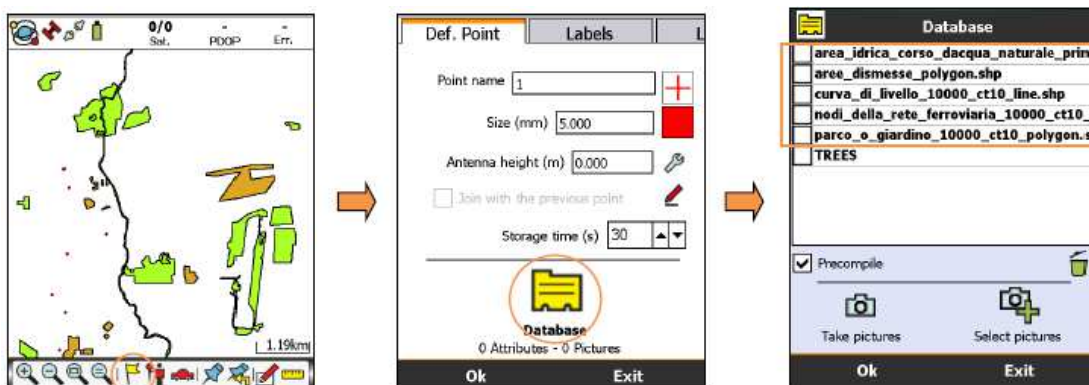 0/0 - -
Sat. PDOP Err.
1.19km
Def. Point Labels L
Point name 1
Size (mm) 5.000
Antenna height (m) 0.000
Join with the previous point
Storage time (s) 30
Database
0 Attributes - 0 Pictures
Ok Exit
Database
area_idrica_corso_dacqua_naturale_prim
aree_dismesse_polygon.shp
curva_di_livello_10000_ct10_line.shp
nodi_della_rete_ferroviaria_10000_ct10_
parco_o_giardino_10000_ct10_polygon.s
TREES
Precompile
Take pictures Select pictures
Ok Exit